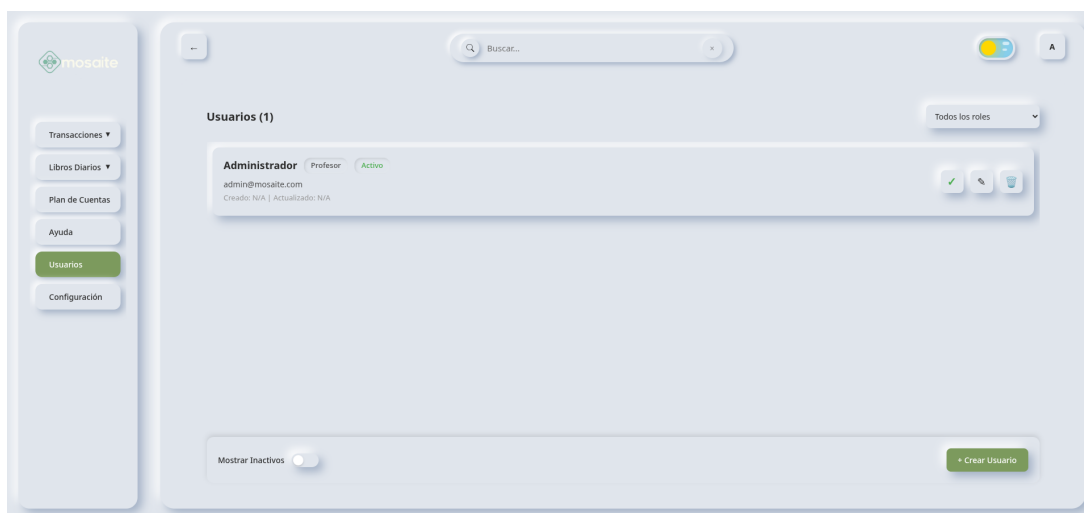 mosaite
←
Buscar...
×
A
Usuarios (1)
Todos los roles
Transacciones ▼
Libros Diarios ▼
Plan de Cuentas
Ayuda
Usuarios
Configuración
Administrador Profesor Activo
admin@mosaite.com
Creado: N/A | Actualizado: N/A
✓ ✎
Mostrar Inactivos
+ Crear Usuario